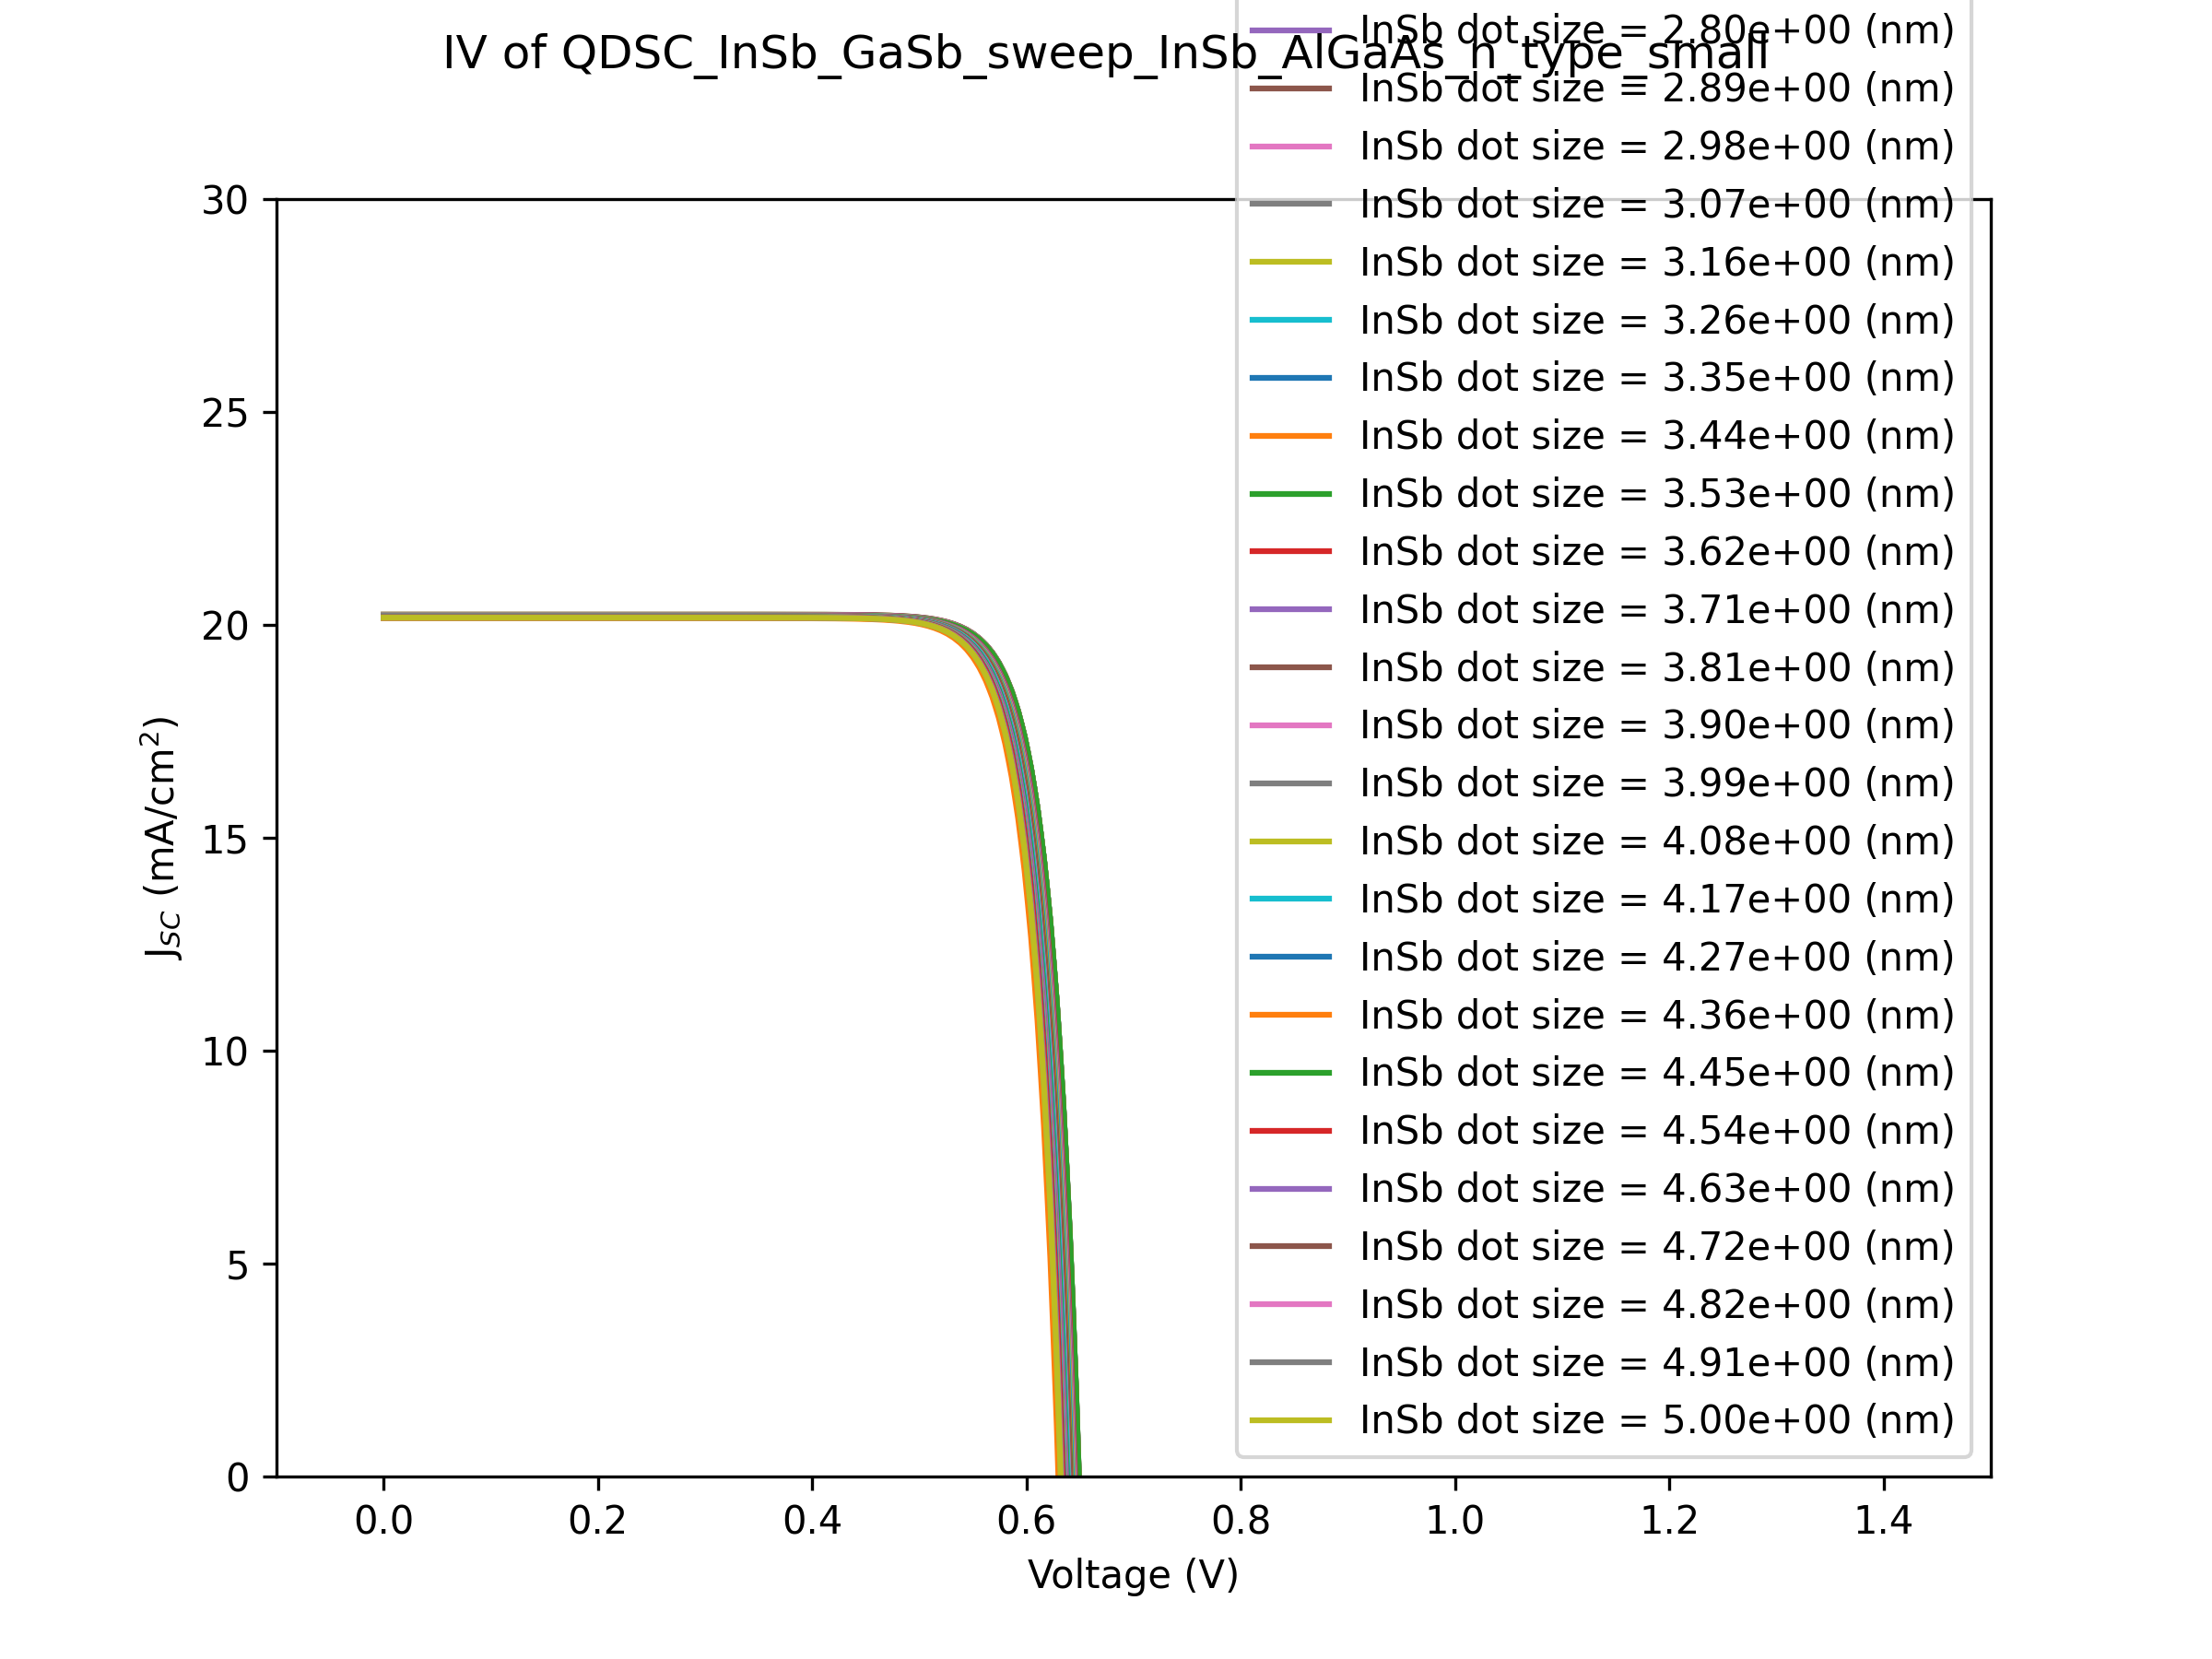 IV of QDSC_InSb_GaSb_sweep_InSb_AlGaAs_n_type_small
InSb dot size = 2.80e+00 (nm)
InSb dot size = 2.89e+00 (nm)
InSb dot size = 2.98e+00 (nm)
InSb dot size = 3.07e+00 (nm)
InSb dot size = 3.16e+00 (nm)
InSb dot size = 3.26e+00 (nm)
InSb dot size = 3.35e+00 (nm)
InSb dot size = 3.44e+00 (nm)
InSb dot size = 3.53e+00 (nm)
InSb dot size = 3.62e+00 (nm)
InSb dot size = 3.71e+00 (nm)
InSb dot size = 3.81e+00 (nm)
InSb dot size = 3.90e+00 (nm)
InSb dot size = 3.99e+00 (nm)
InSb dot size = 4.08e+00 (nm)
InSb dot size = 4.17e+00 (nm)
InSb dot size = 4.27e+00 (nm)
InSb dot size = 4.36e+00 (nm)
InSb dot size = 4.45e+00 (nm)
InSb dot size = 4.54e+00 (nm)
InSb dot size = 4.63e+00 (nm)
InSb dot size = 4.72e+00 (nm)
InSb dot size = 4.82e+00 (nm)
InSb dot size = 4.91e+00 (nm)
InSb dot size = 5.00e+00 (nm)
30
25
20
15
10
5
0
J_SC (mA/cm²)
0.0 0.2 0.4 0.6 0.8 1.0 1.2 1.4
Voltage (V)